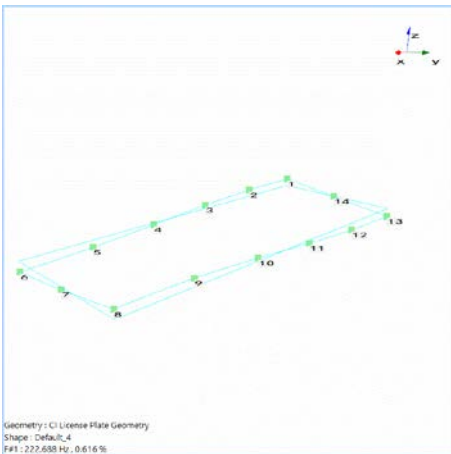 z
x y
1
2
14
3
13
4
12
5
11
10
6
9
7
8
Geometry : CI License Plate Geometry
Shape : Default_4
F#1 : 222.688 Hz, 0.616 %